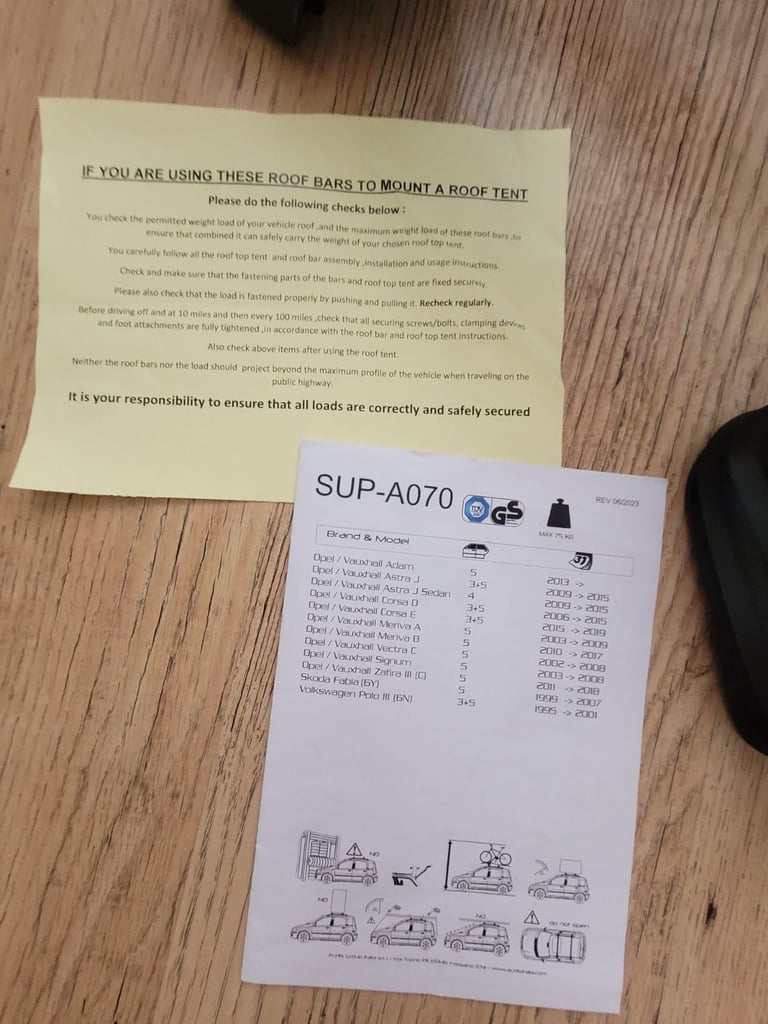 IF YOU ARE USING THESE ROOF BARS TO MOUNT A ROOF TENT
Please do the following checks below :
You check the permitted weight load of your vehicle roof ,and the maximum weight load of these roof bars ,to
ensure that combined it can safely carry the weight of your chosen roof top tent.
You carefully follow all the roof top tent and roof bar assembly ,installation and usage instructions.
Check and make sure that the fastening parts of the bars and roof top tent are fixed securely.
Please also check that the load is fastened properly by pushing and pulling it. Recheck regularly.
Before driving off and at 10 miles and then every 100 miles ,check that all securing screws/bolts, clamping devices
and foot attachments are fully tightened ,in accordance with the roof bar and roof top tent instructions.
Also check above items after using the roof tent.
Neither the roof bars nor the load should project beyond the maximum profile of the vehicle when traveling on the
public highway.
It is your responsibility to ensure that all loads are correctly and safely secured
SUP-A070 TÜV GS REV 06/2023
MAX 75 KG
Brand & Model 31
Opel / Vauxhall Adam 5 2013 ->
Opel / Vauxhall Astra J 3+5 2009 -> 2015
Opel / Vauxhall Astra J Sedan 4 2009 -> 2015
Opel / Vauxhall Corsa D 3+5 2006 -> 2015
Opel / Vauxhall Corsa E 3+5 2015 -> 2019
Opel / Vauxhall Meriva A 5 2003 -> 2009
Opel / Vauxhall Meriva B 5 2010 -> 2017
Opel / Vauxhall Vectra C 5 2002 -> 2008
Opel / Vauxhall Signum 5 2003 -> 2008
Opel / Vauxhall Zafira III (C) 5 2011 -> 2018
Skoda Fabia (6Y) 5 1999 -> 2007
Volkswagen Polo III (6N) 3+5 1995 -> 2001
NO
NO
NO
do not open
Aurilis Group Italia s.r.l - Via Torino